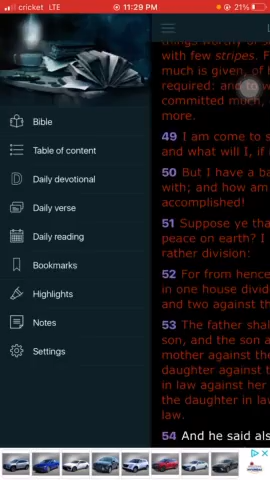 cricket LTE 11:29 PM 21%
Bible
Table of content
Daily devotional
Daily verse
Daily reading
Bookmarks
Highlights
Notes
Settings
with few stripes. F
much is given, of
required: and to
committed much,
more.
49 I am come to s
and what will I, if
50 But I have a ba
with; and how am
accomplished!
51 Suppose ye tha
peace on earth? I
rather division:
52 For from hence
in one house divid
and two against th
53 The father shal
son, and the son a
mother against the
daughter against t
in law against her
the daughter in law
law.
54 And he said als